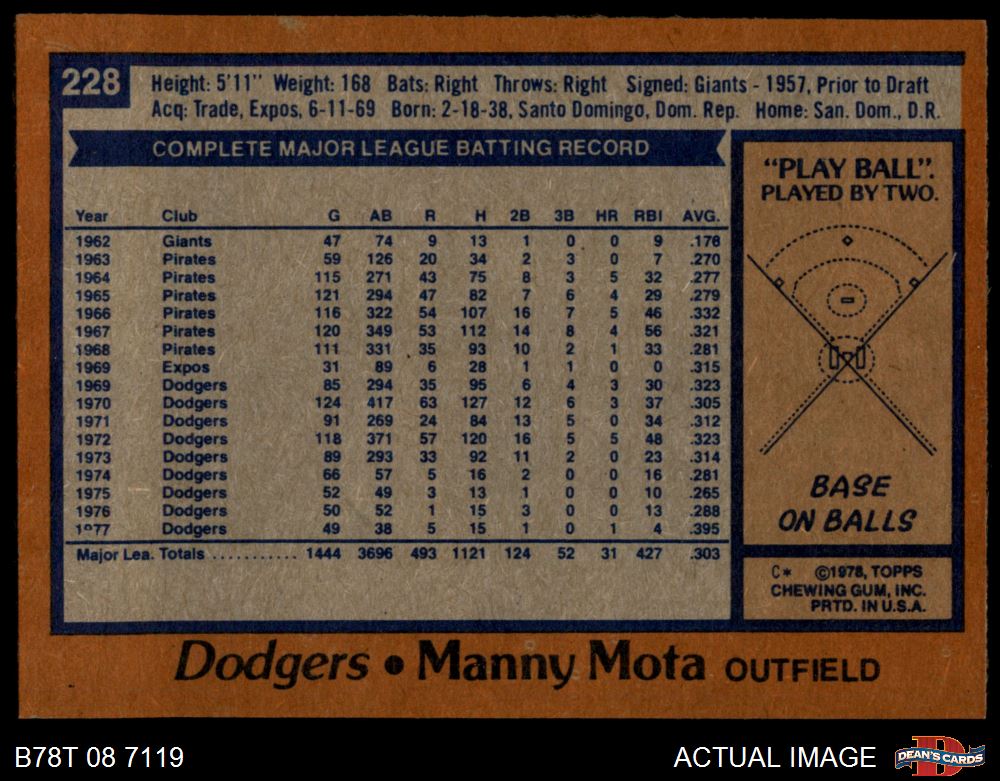 228
Height: 5'11" Weight: 168 Bats: Right Throws: Right Signed: Giants - 1957, Prior to Draft
Acq: Trade, Expos, 6-11-69 Born: 2-18-38, Santo Domingo, Dom. Rep. Home: San. Dom., D.R.
COMPLETE MAJOR LEAGUE BATTING RECORD
Year Club G AB R H 2B 3B HR RBI AVG.
1962 Giants 47 74 9 13 1 0 0 9 .176
1963 Pirates 59 126 20 34 2 3 0 7 .270
1964 Pirates 115 271 43 75 8 3 5 32 .277
1965 Pirates 121 294 47 82 7 6 4 29 .279
1966 Pirates 116 322 54 107 16 7 5 46 .332
1967 Pirates 120 349 53 112 14 8 4 56 .321
1968 Pirates 111 331 35 93 10 2 1 33 .281
1969 Expos 31 89 6 28 1 1 0 0 .315
1969 Dodgers 85 294 35 95 6 4 3 30 .323
1970 Dodgers 124 417 63 127 12 6 3 37 .305
1971 Dodgers 91 269 24 84 13 5 0 34 .312
1972 Dodgers 118 371 57 120 16 5 5 48 .323
1973 Dodgers 89 293 33 92 11 2 0 23 .314
1974 Dodgers 66 57 5 16 2 0 0 16 .281
1975 Dodgers 52 49 3 13 1 0 0 10 .265
1976 Dodgers 50 52 1 15 3 0 0 13 .288
1977 Dodgers 49 38 5 15 1 0 1 4 .395
Major Lea. Totals ........... 1444 3696 493 1121 124 52 31 427 .303
"PLAY BALL".
PLAYED BY TWO.
BASE
ON BALLS
C* ©1978, TOPPS
CHEWING GUM, INC.
PRTD. IN U.S.A.
Dodgers • Manny Mota OUTFIELD
B78T 08 7119
ACTUAL IMAGE
D
DEAN'S CARDS